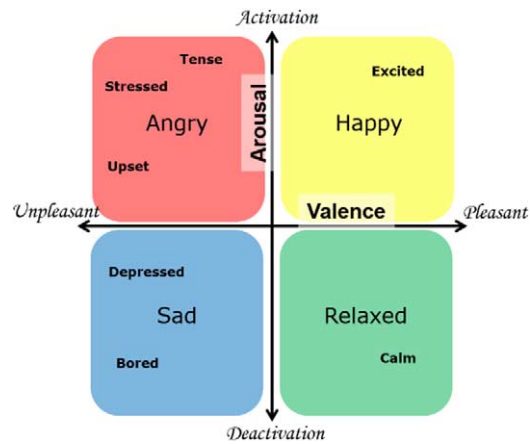 Activation
Tense
Excited
Stressed
Angry
Arousal
Happy
Upset
Unpleasant
Valence
Pleasant
Depressed
Sad
Relaxed
Bored
Calm
Deactivation